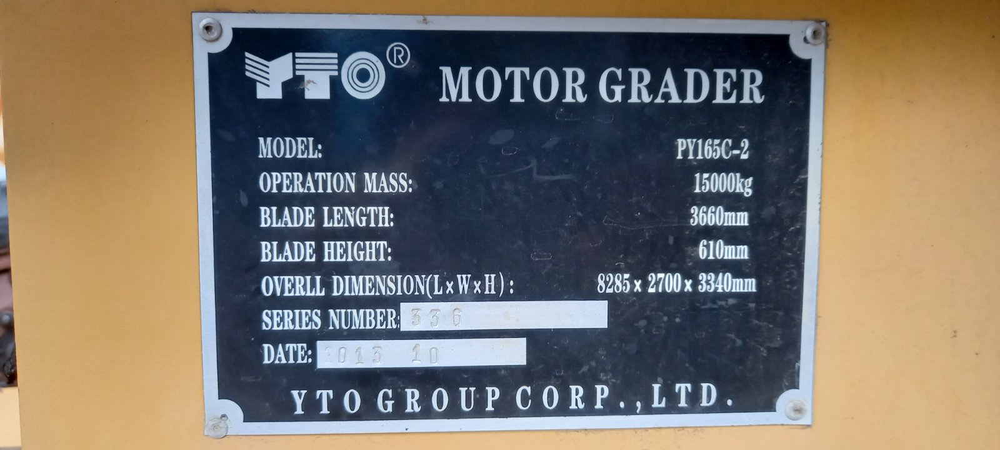 YTO® MOTOR GRADER
MODEL: PY165C-2
OPERATION MASS: 15000kg
BLADE LENGTH: 3660mm
BLADE HEIGHT: 610mm
OVERLL DIMENSION(L×W×H): 8285× 2700× 3340mm
SERIES NUMBER: 336
DATE: 2013 10
YTO GROUP CORP.,LTD.